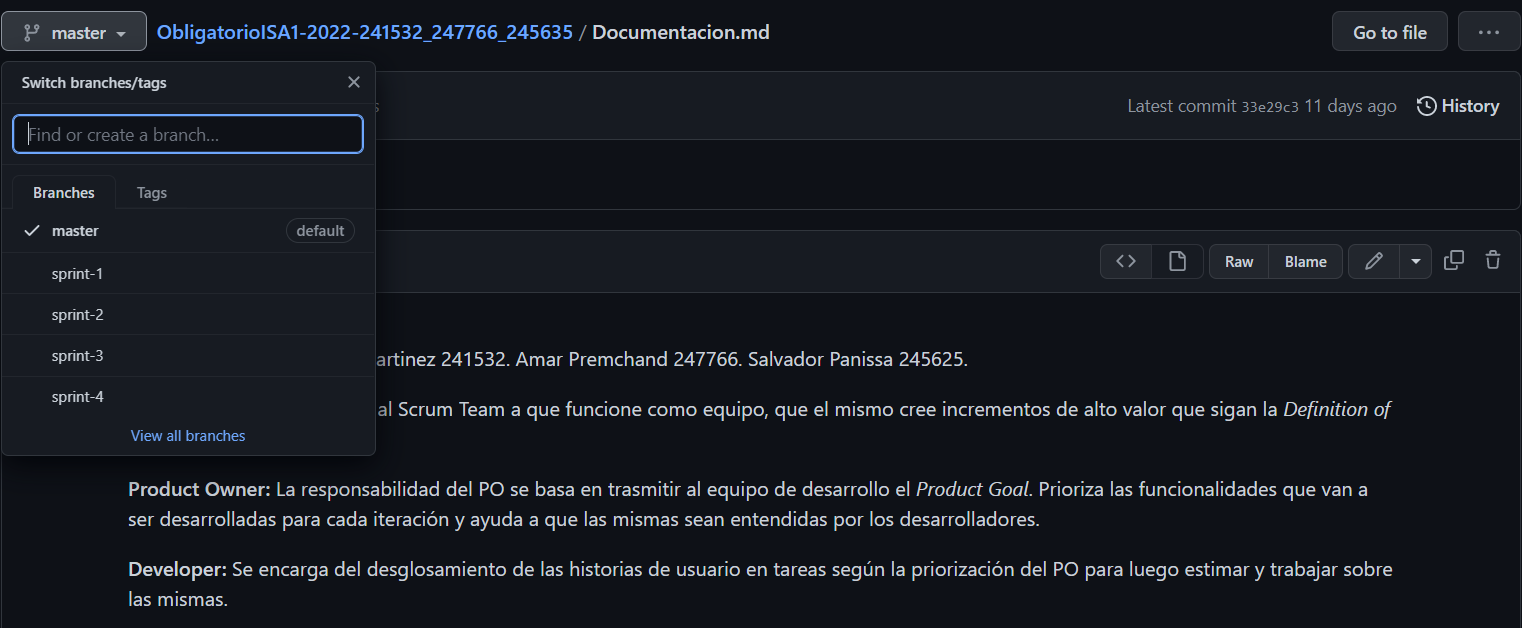 master
ObligatorioISA1-2022-241532_247766_245635 / Documentacion.md
Go to file
···
Switch branches/tags
Find or create a branch...
Latest commit 33e29c3 11 days ago
History
Branches
Tags
master
default
sprint-1
sprint-2
sprint-3
sprint-4
View all branches
Raw
Blame
artinez 241532. Amar Premchand 247766. Salvador Panissa 245625.
al Scrum Team a que funcione como equipo, que el mismo cree incrementos de alto valor que sigan la Definition of
Product Owner: La responsabilidad del PO se basa en trasmitir al equipo de desarrollo el Product Goal. Prioriza las funcionalidades que van a
ser desarrolladas para cada iteración y ayuda a que las mismas sean entendidas por los desarrolladores.
Developer: Se encarga del desglosamiento de las historias de usuario en tareas según la priorización del PO para luego estimar y trabajar sobre
las mismas.